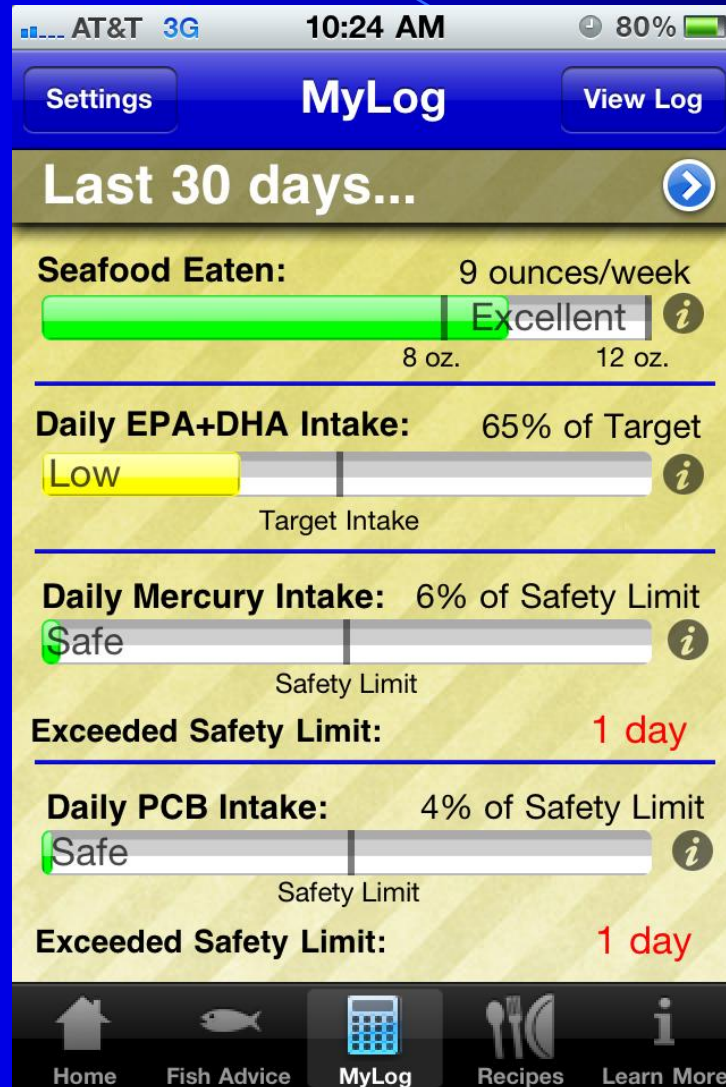 AT&T 3G 10:24 AM 80%
Settings MyLog View Log
Last 30 days...
Seafood Eaten: 9 ounces/week
Excellent
8 oz. 12 oz.
Daily EPA+DHA Intake: 65% of Target
Low
Target Intake
Daily Mercury Intake: 6% of Safety Limit
Safe
Safety Limit
Exceeded Safety Limit: 1 day
Daily PCB Intake: 4% of Safety Limit
Safe
Safety Limit
Exceeded Safety Limit: 1 day
Home Fish Advice MyLog Recipes Learn More